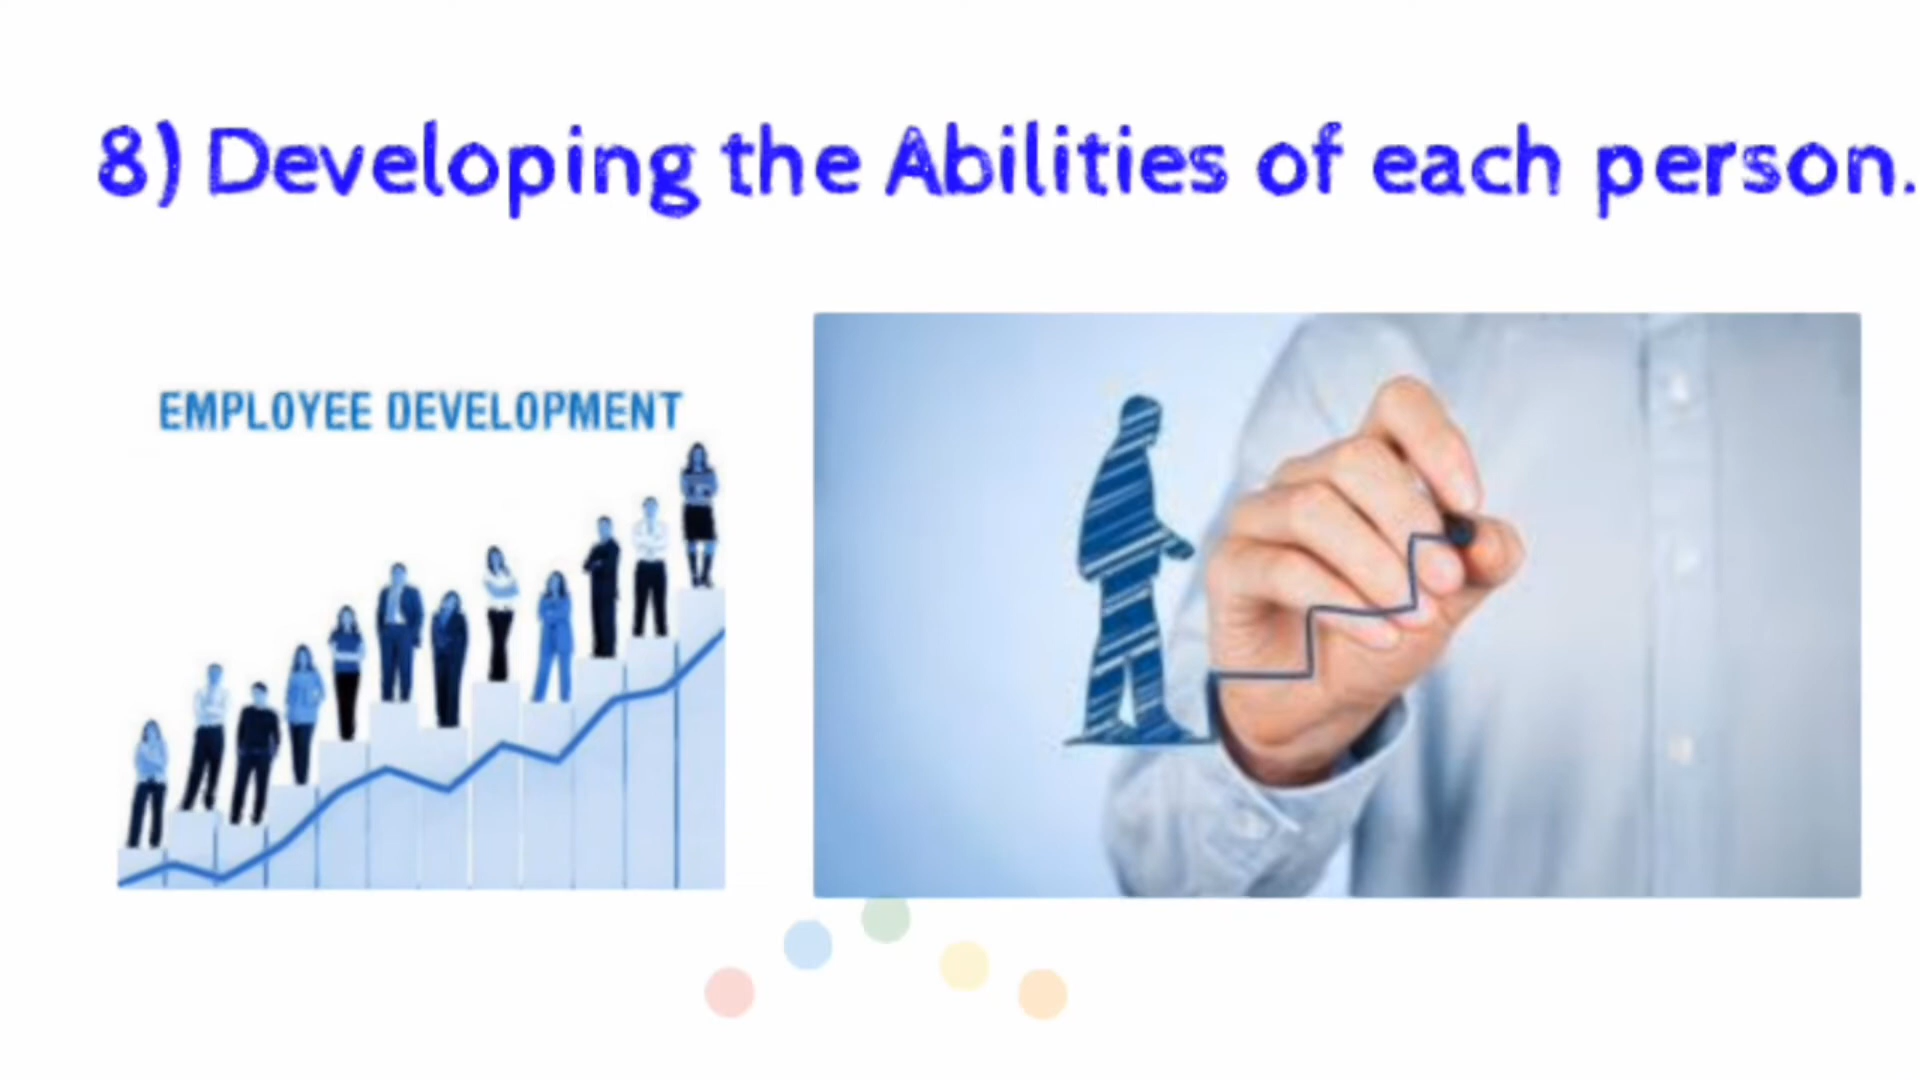 8) Developing the Abilities of each person.
EMPLOYEE DEVELOPMENT